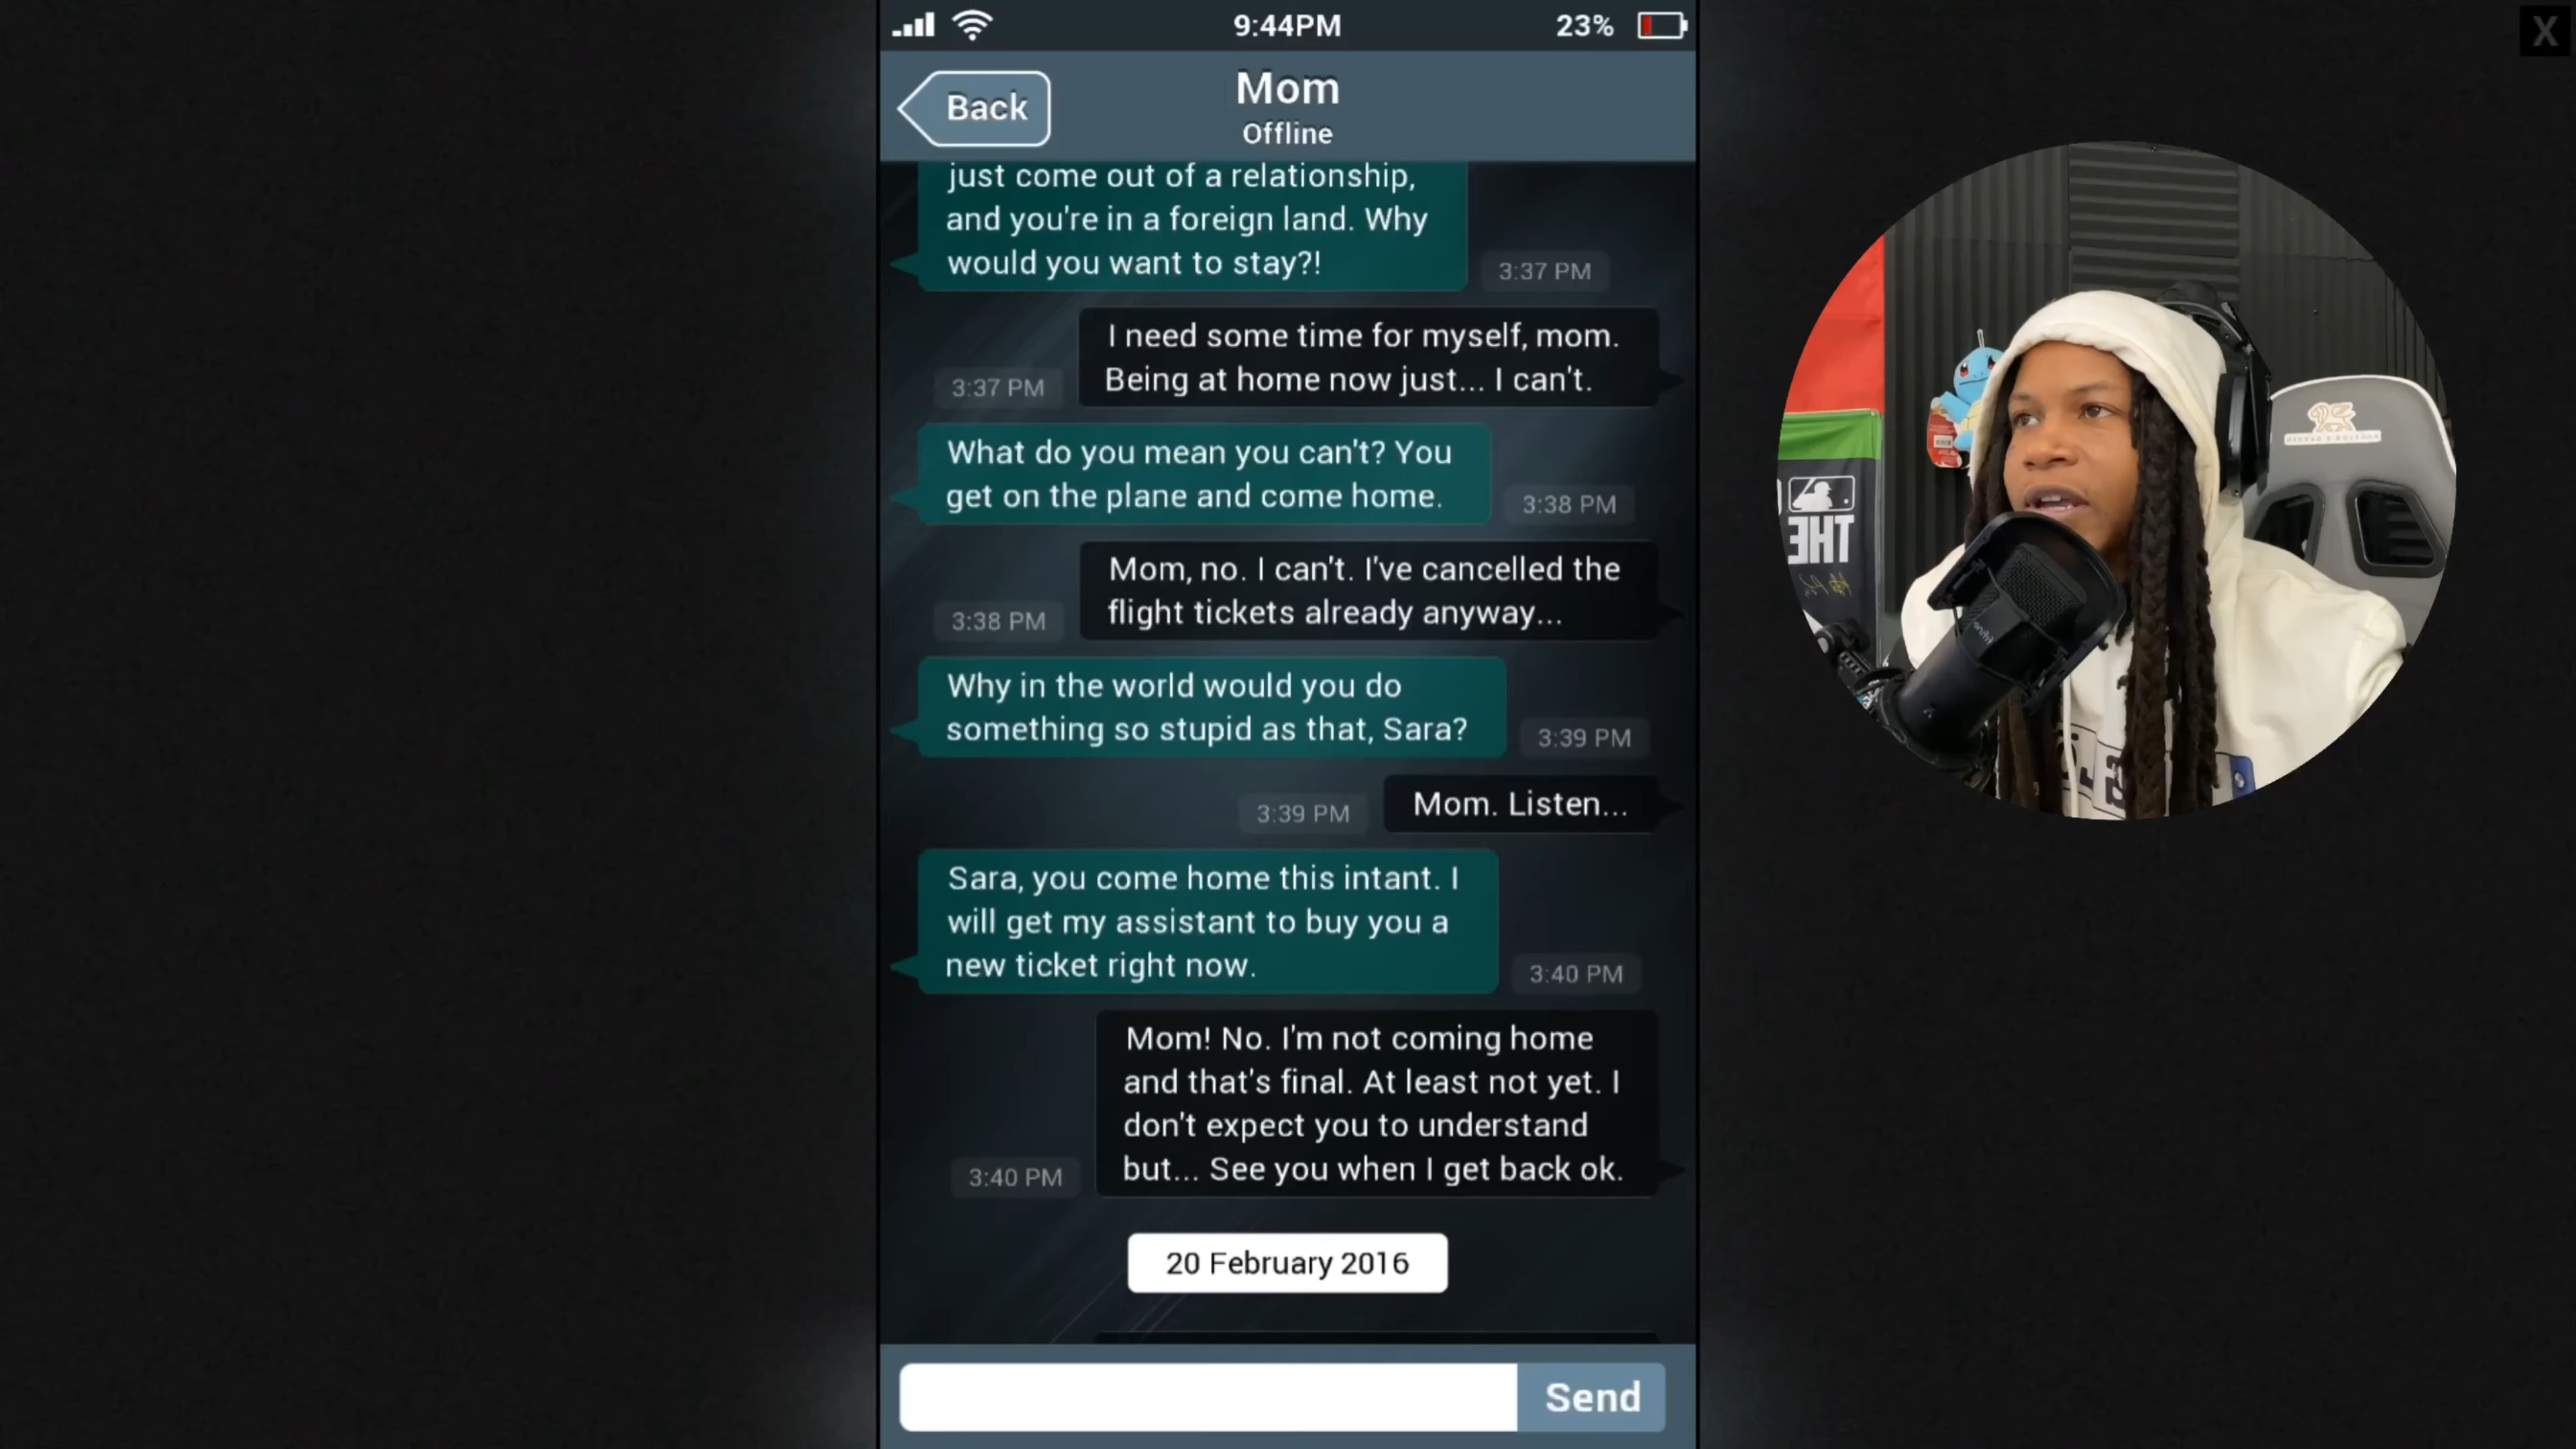 9:44PM
23%
X
Back
Mom
Offline
just come out of a relationship,
and you're in a foreign land. Why
would you want to stay?!
3:37 PM
I need some time for myself, mom.
Being at home now just... I can't.
3:37 PM
What do you mean you can't? You
get on the plane and come home.
3:38 PM
Mom, no. I can't. I've cancelled the
flight tickets already anyway...
3:38 PM
Why in the world would you do
something so stupid as that, Sara?
3:39 PM
Mom. Listen...
3:39 PM
Sara, you come home this intant. I
will get my assistant to buy you a
new ticket right now.
3:40 PM
Mom! No. I'm not coming home
and that's final. At least not yet. I
don't expect you to understand
but... See you when I get back ok.
3:40 PM
20 February 2016
Send
THE